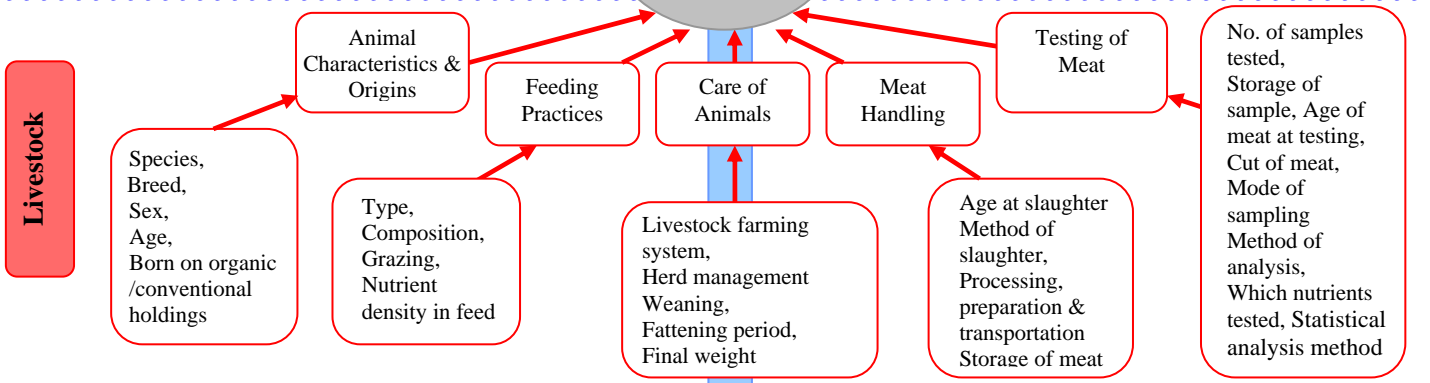 Livestock
Animal
Characteristics &
Origins
Feeding
Practices
Care of
Animals
Meat
Handling
Testing of
Meat
Species,
Breed,
Sex,
Age,
Born on organic
/conventional
holdings
Type,
Composition,
Grazing,
Nutrient
density in feed
Livestock farming
system,
Herd management
Weaning,
Fattening period,
Final weight
Age at slaughter
Method of
slaughter,
Processing,
preparation &
transportation
Storage of meat
No. of samples
tested,
Storage of
sample, Age of
meat at testing,
Cut of meat,
Mode of
sampling
Method of
analysis,
Which nutrients
tested, Statistical
analysis method